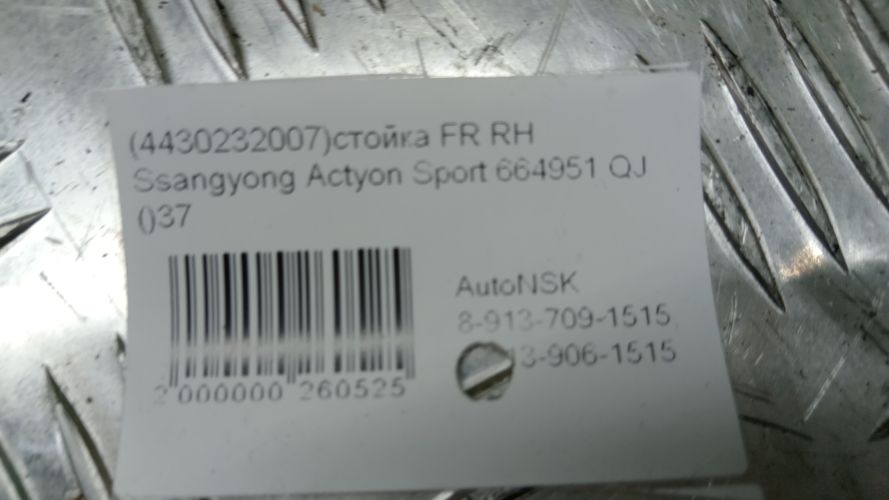 (4430232007)стойка FR RH
Ssangyong Actyon Sport 664951 QJ
()37
AutoNSK
8-913-709-1515
3-906-1515
2 000000 260525